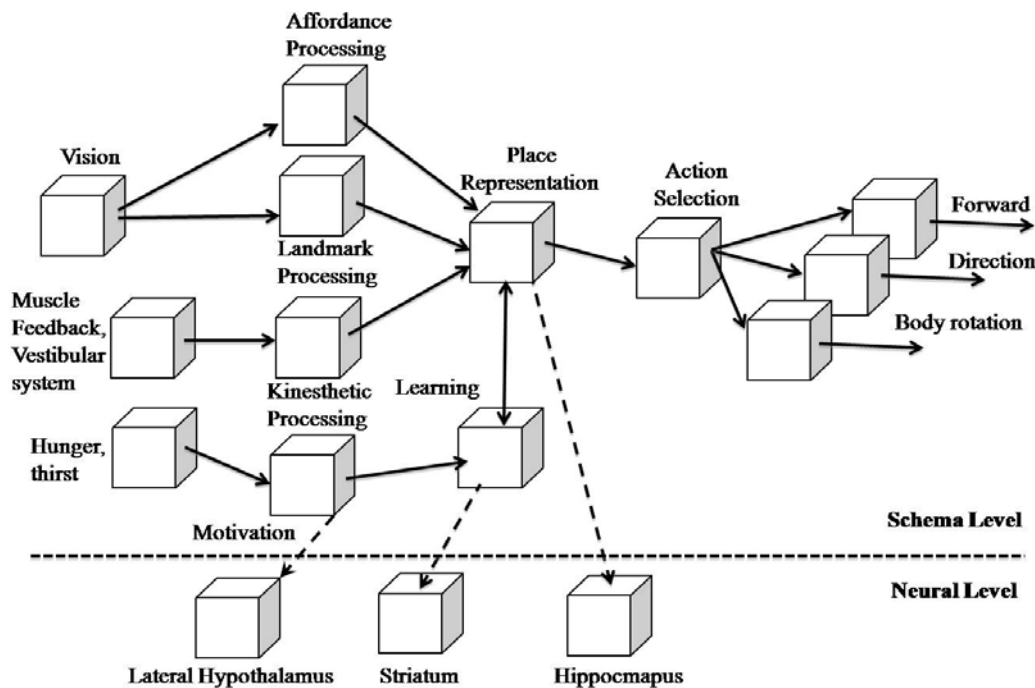 Affordance
Processing
Vision
Place
Representation
Action
Selection
Forward
Landmark
Processing
Direction
Muscle
Feedback,
Vestibular
system
Body rotation
Kinesthetic
Processing
Learning
Hunger,
thirst
Motivation
Schema Level
Neural Level
Lateral Hypothalamus
Striatum
Hippocmapus